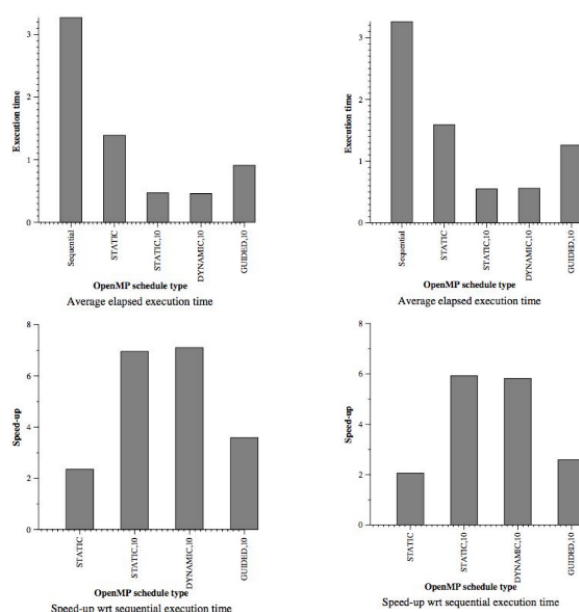 3
2
1
0
Execution time
Sequential
STATIC
STATIC,10
DYNAMIC,10
GUIDED,10
OpenMP schedule type
Average elapsed execution time
3
2
1
0
Execution time
Sequential
STATIC
STATIC,10
DYNAMIC,10
GUIDED,10
OpenMP schedule type
Average elapsed execution time
8
6
4
2
0
Speed-up
STATIC
STATIC,10
DYNAMIC,10
GUIDED,10
OpenMP schedule type
Speed-up wrt sequential execution time
8
6
4
2
0
Speed-up
STATIC
STATIC,10
DYNAMIC,10
GUIDED,10
OpenMP schedule type
Speed-up wrt sequential execution time